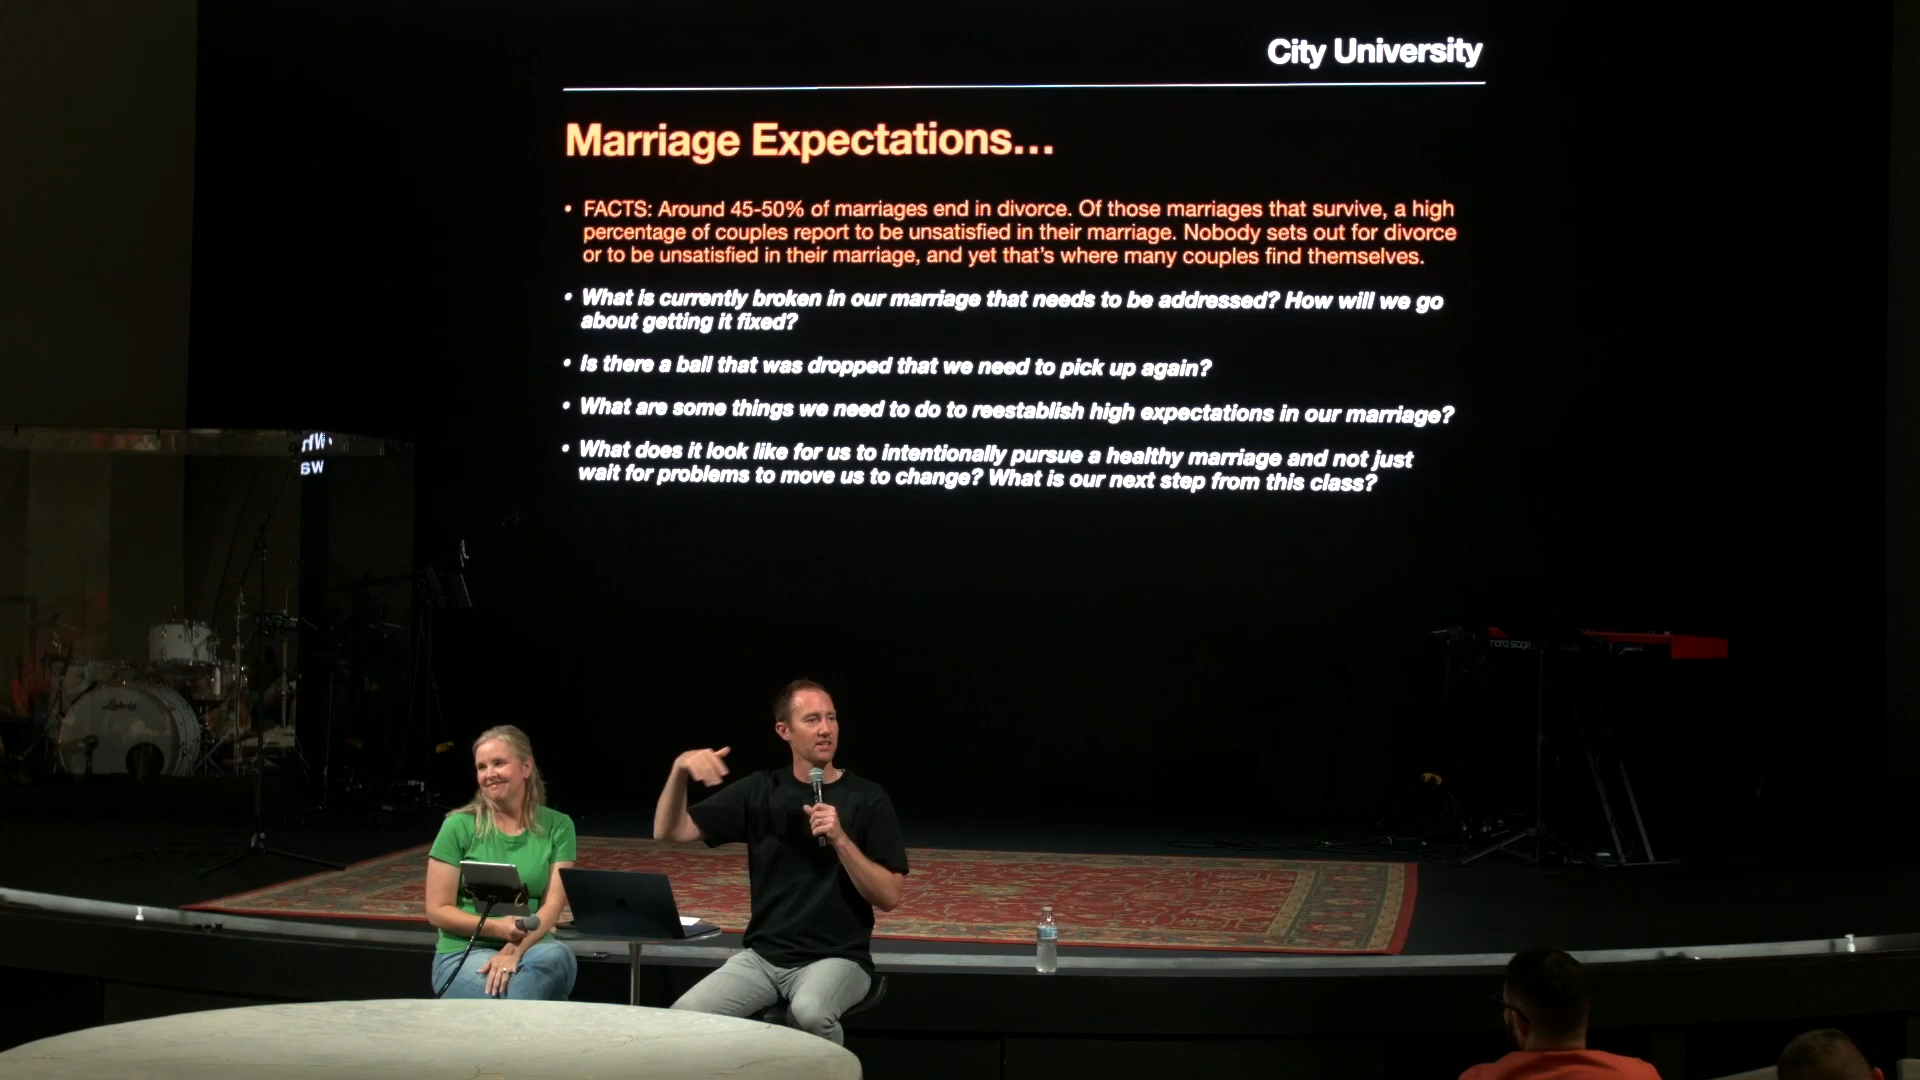 City University
Marriage Expectations...
• FACTS: Around 45-50% of marriages end in divorce. Of those marriages that survive, a high
percentage of couples report to be unsatisfied in their marriage. Nobody sets out for divorce
or to be unsatisfied in their marriage, and yet that's where many couples find themselves.
• What is currently broken in our marriage that needs to be addressed? How will we go
about getting it fixed?
• Is there a ball that was dropped that we need to pick up again?
• What are some things we need to do to reestablish high expectations in our marriage?
• What does it look like for us to intentionally pursue a healthy marriage and not just
wait for problems to move us to change? What is our next step from this class?
nord stage
Ludwig